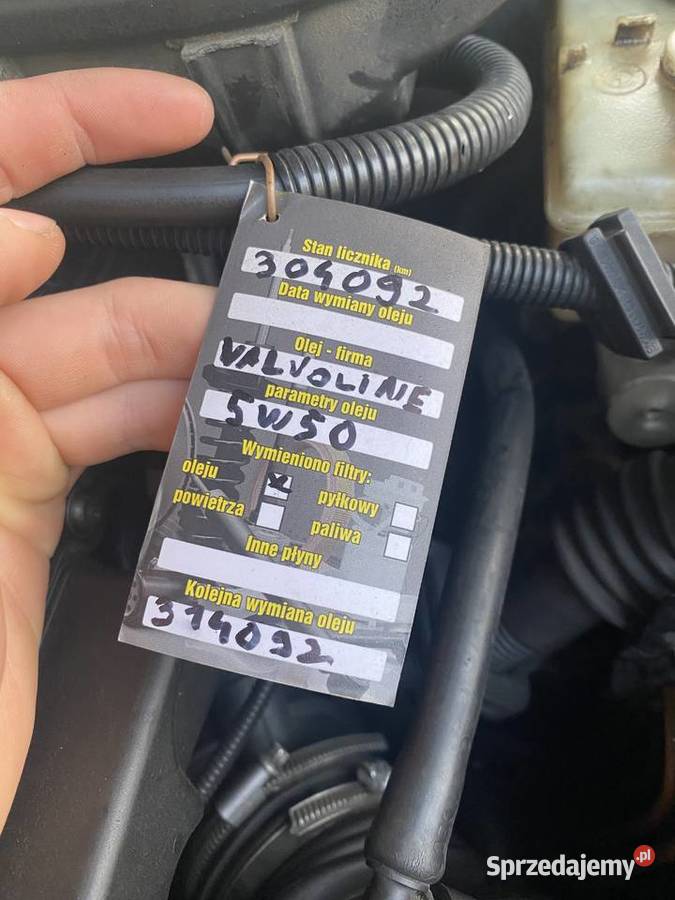 Stan licznika (km)
304092
Data wymiany oleju
Olej - firma
VALVOLINE
parametry oleju
5W50
Wymieniono filtry:
oleju
powietrza
pyłkowy
paliwa
Inne płyny
Kolejna wymiana oleju
314092
Sprzedajemy.pl